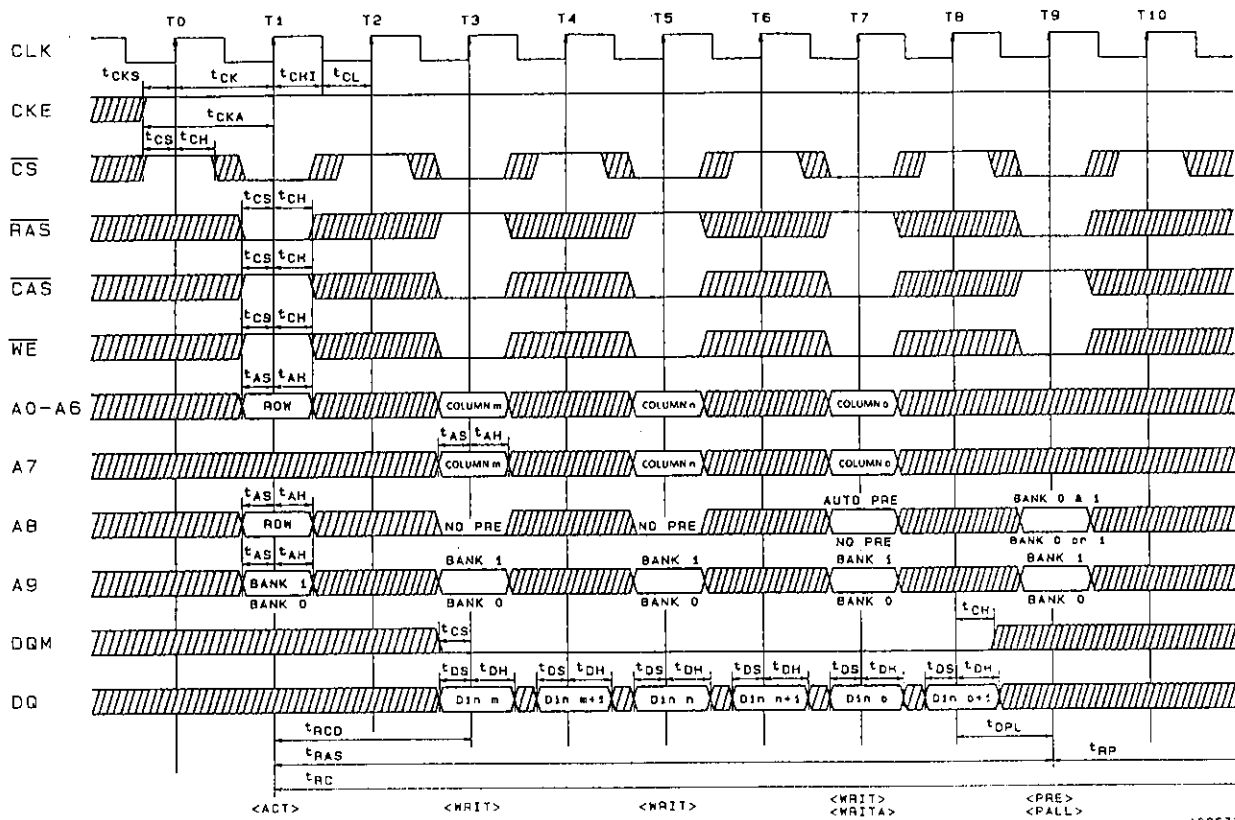 T0 T1 T2 T3 T4 T5 T6 T7 T8 T9 T10
CLK
tCKS tCK tCHI tCL
CKE
tCKA
tCS tCH
CS
tCS tCH
RAS
tCS tCH
CAS
tCS tCH
WE
tAS tAH
A0-A6 ROW COLUMN m COLUMN n COLUMN o
tAS tAH
A7 COLUMN m COLUMN n COLUMN o
tAS tAH AUTO PRE BANK 0 & 1
A8 ROW NO PRE NO PRE
NO PRE BANK 0 or 1
tAS tAH BANK 1 BANK 1 BANK 1 BANK 1
A9 BANK 1
BANK 0 BANK 0 BANK 0 BANK 0 BANK 0
tCH
DQM tCS
tDS tDH tDS tDH tDS tDH tDS tDH tDS tDH tDS tDH
DQ Din m Din m+1 Din n Din n+1 Din o Din o+1
tRCD tDPL
tRAS tRP
tRC
<ACT> <WRIT> <WRIT> <WRIT> <PRE>
<WRITA> <PALL>